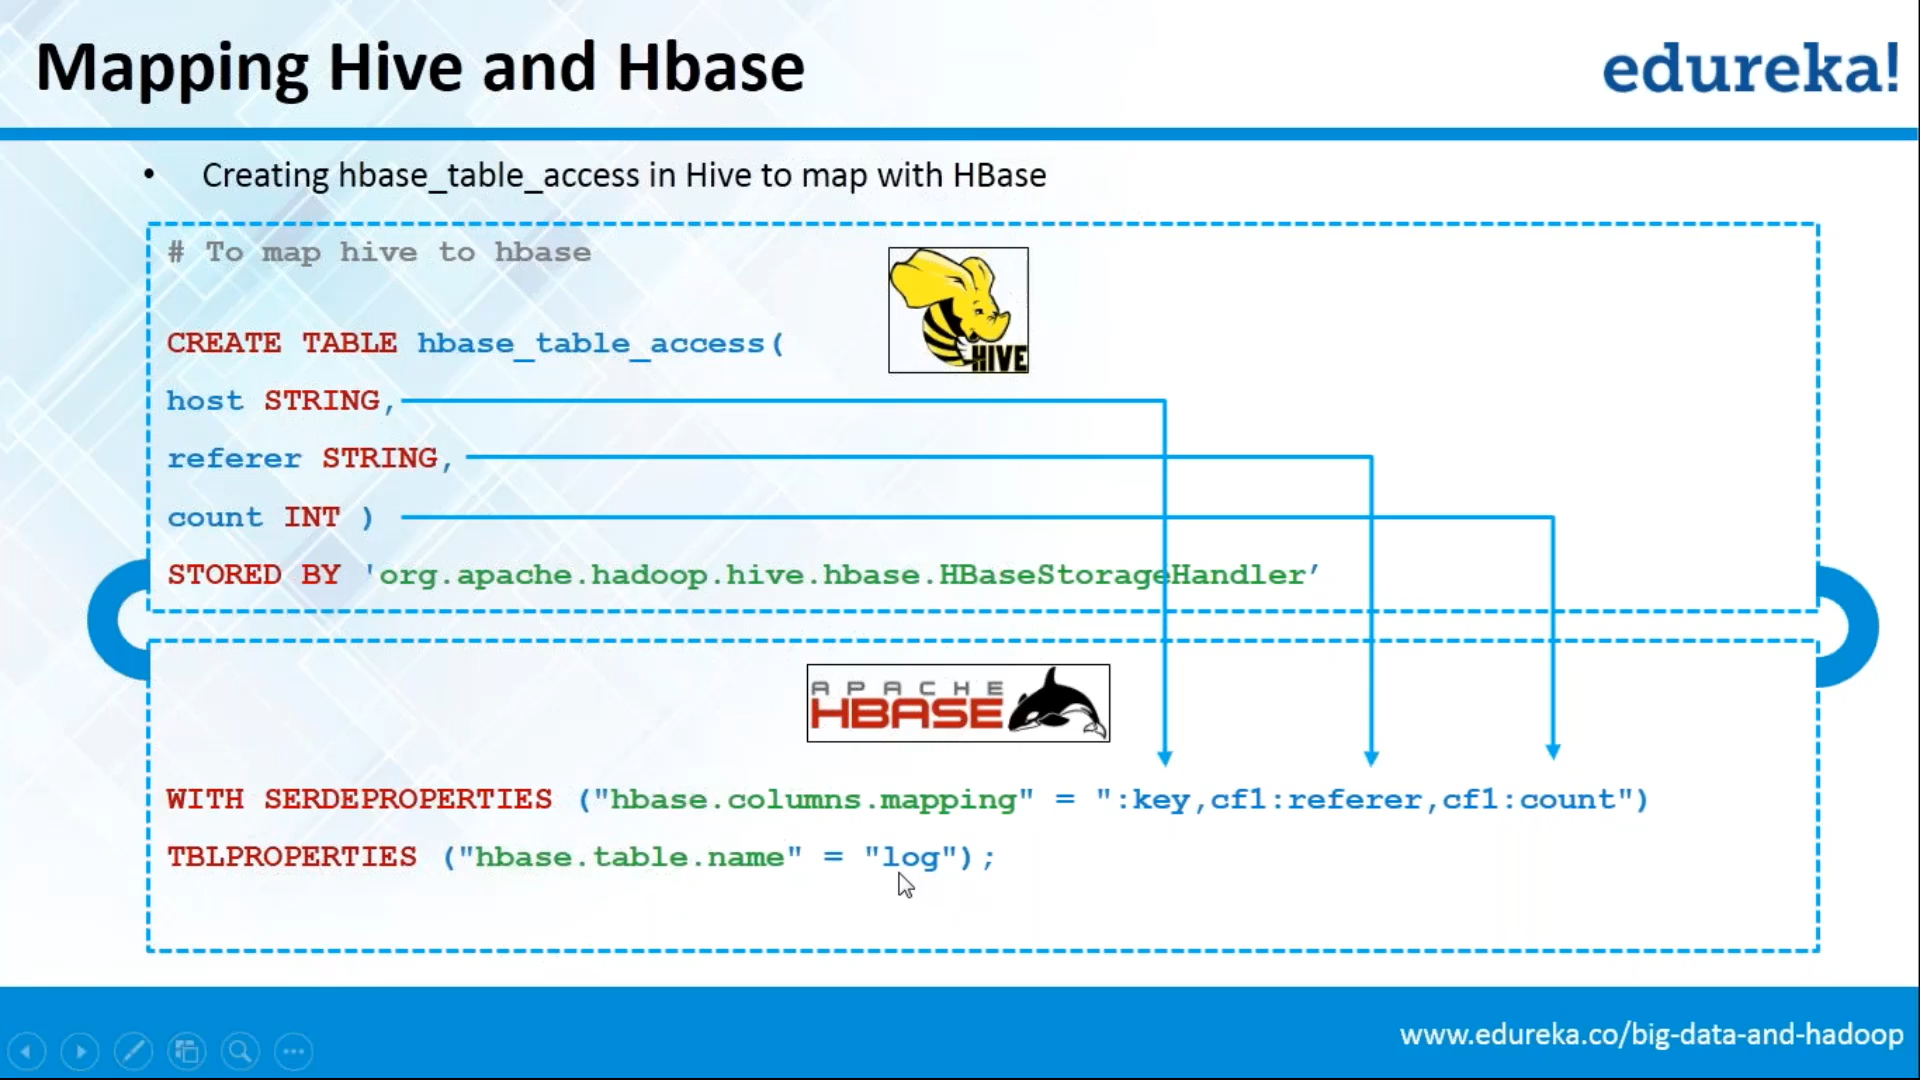 Mapping Hive and Hbase
edureka!
• Creating hbase_table_access in Hive to map with HBase
# To map hive to hbase
HIVE
CREATE TABLE hbase_table_access(
host STRING,
referer STRING,
count INT )
STORED BY 'org.apache.hadoop.hive.hbase.HBaseStorageHandler’
APACHE
HBASE
WITH SERDEPROPERTIES ("hbase.columns.mapping" = ":key,cf1:referer,cf1:count")
TBLPROPERTIES ("hbase.table.name" = "log");
www.edureka.co/big-data-and-hadoop